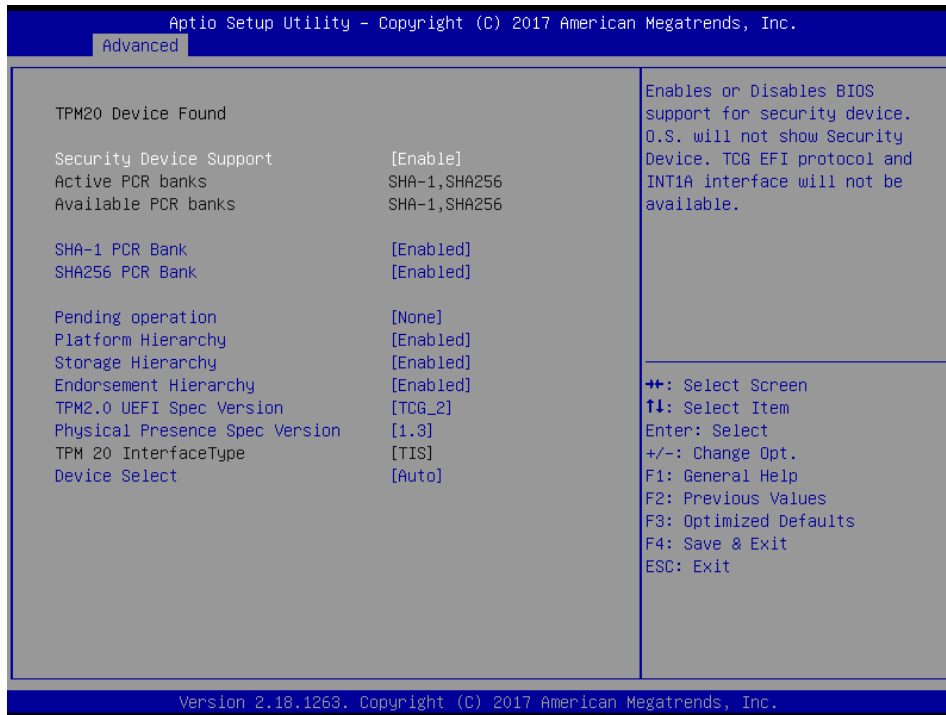 Aptio Setup Utility – Copyright (C) 2017 American Megatrends, Inc.
Advanced
TPM20 Device Found
Security Device Support [Enable]
Active PCR banks SHA-1,SHA256
Available PCR banks SHA-1,SHA256
SHA-1 PCR Bank [Enabled]
SHA256 PCR Bank [Enabled]
Pending operation [None]
Platform Hierarchy [Enabled]
Storage Hierarchy [Enabled]
Endorsement Hierarchy [Enabled]
TPM2.0 UEFI Spec Version [TCG_2]
Physical Presence Spec Version [1.3]
TPM 20 InterfaceType [TIS]
Device Select [Auto]
Enables or Disables BIOS
support for security device.
O.S. will not show Security
Device. TCG EFI protocol and
INT1A interface will not be
available.
→←: Select Screen
↑↓: Select Item
Enter: Select
+/-: Change Opt.
F1: General Help
F2: Previous Values
F3: Optimized Defaults
F4: Save & Exit
ESC: Exit
Version 2.18.1263. Copyright (C) 2017 American Megatrends, Inc.